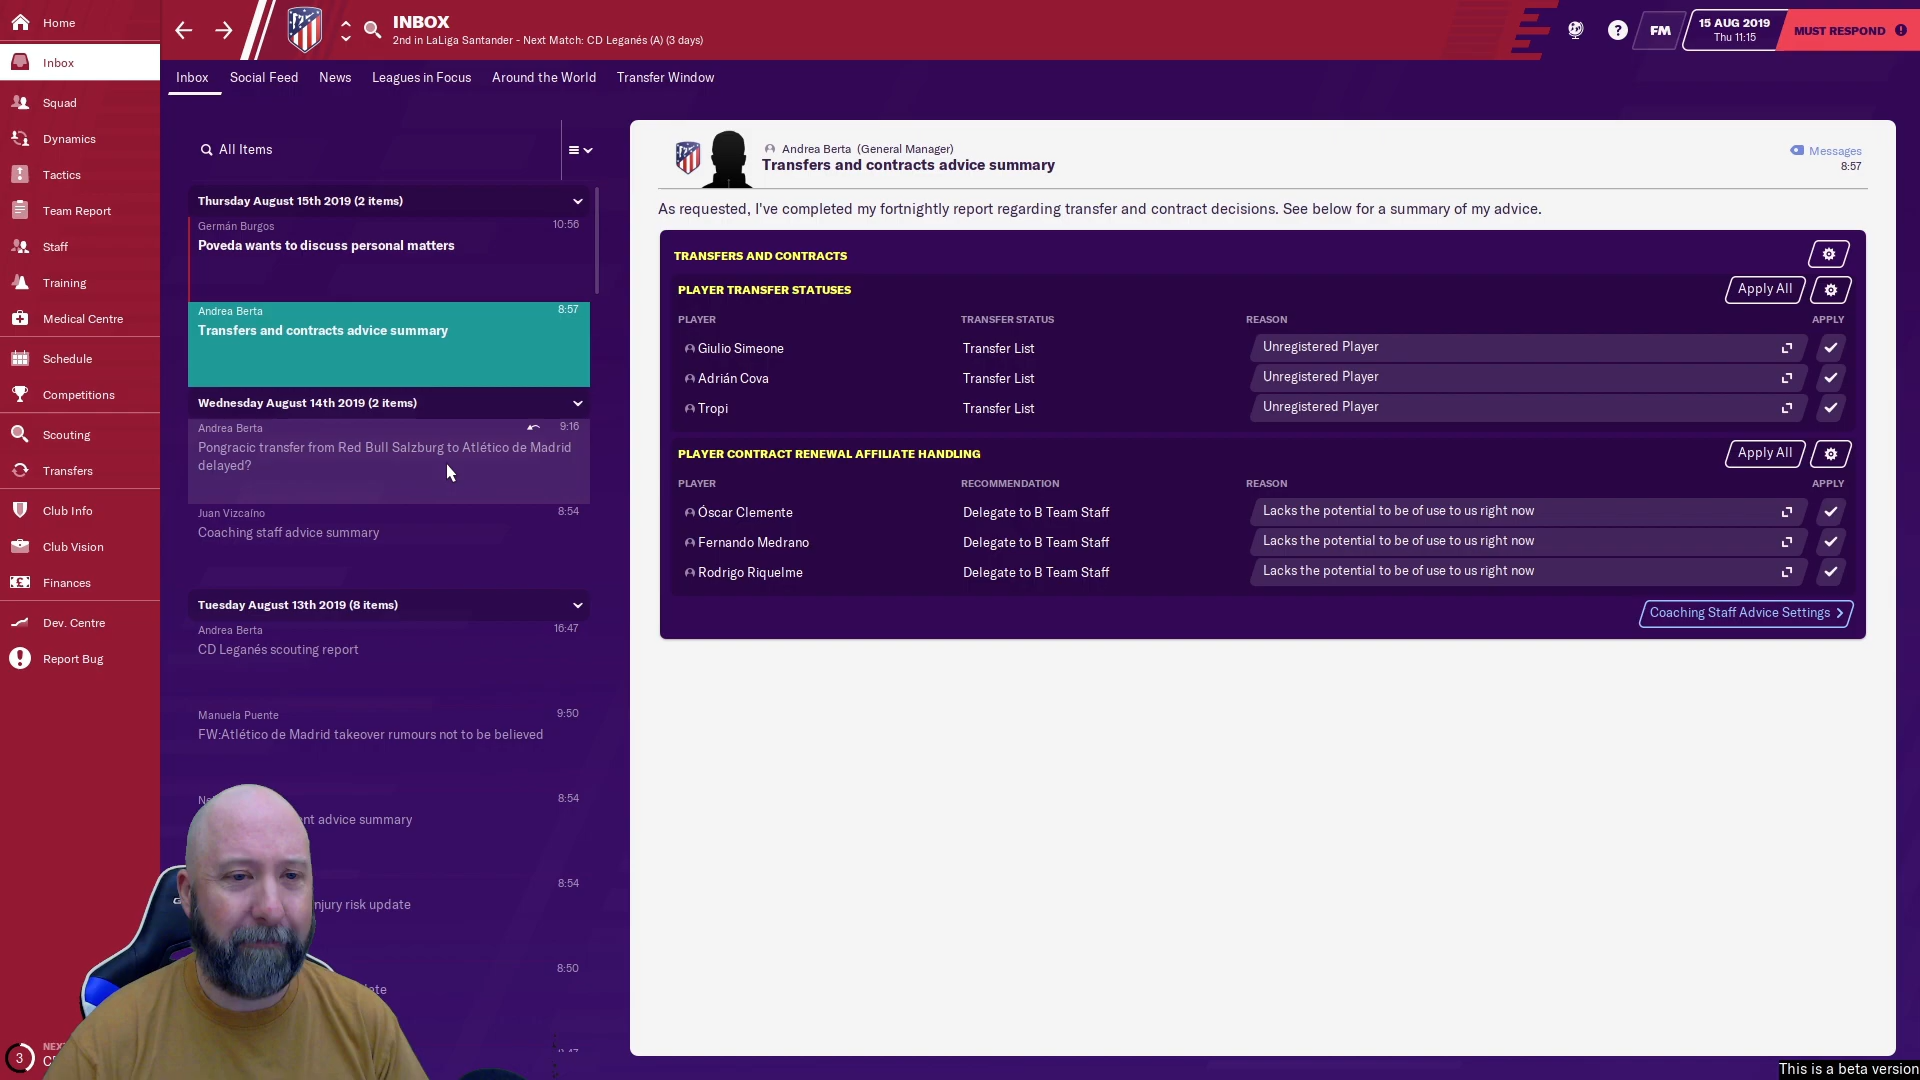 Home
Inbox
Squad
Dynamics
Tactics
Team Report
Staff
Training
Medical Centre
Schedule
Competitions
Scouting
Transfers
Club Info
Club Vision
Finances
Dev. Centre
Report Bug
3
INBOX
2nd in LaLiga Santander - Next Match: CD Leganés (A) (3 days)
?
FM
15 AUG 2019
Thu 11:15
MUST RESPOND
Inbox Social Feed News Leagues in Focus Around the World Transfer Window
All Items
Thursday August 15th 2019 (2 items)
Germán Burgos 10:56
Poveda wants to discuss personal matters
Andrea Berta 8:57
Transfers and contracts advice summary
Wednesday August 14th 2019 (2 items)
Andrea Berta 9:16
Pongracic transfer from Red Bull Salzburg to Atlético de Madrid
delayed?
Juan Vizcaíno 8:54
Coaching staff advice summary
Tuesday August 13th 2019 (8 items)
Andrea Berta 16:47
CD Leganés scouting report
Manuela Puente 9:50
FW:Atlético de Madrid takeover rumours not to be believed
8:54
advice summary
8:54
risk update
8:50
Andrea Berta (General Manager)
Transfers and contracts advice summary
Messages
8:57
As requested, I've completed my fortnightly report regarding transfer and contract decisions. See below for a summary of my advice.
TRANSFERS AND CONTRACTS
PLAYER TRANSFER STATUSES Apply All
PLAYER TRANSFER STATUS REASON APPLY
Giulio Simeone Transfer List Unregistered Player
Adrián Cova Transfer List Unregistered Player
Tropi Transfer List Unregistered Player
PLAYER CONTRACT RENEWAL AFFILIATE HANDLING Apply All
PLAYER RECOMMENDATION REASON APPLY
Óscar Clemente Delegate to B Team Staff Lacks the potential to be of use to us right now
Fernando Medrano Delegate to B Team Staff Lacks the potential to be of use to us right now
Rodrigo Riquelme Delegate to B Team Staff Lacks the potential to be of use to us right now
Coaching Staff Advice Settings
This is a beta version